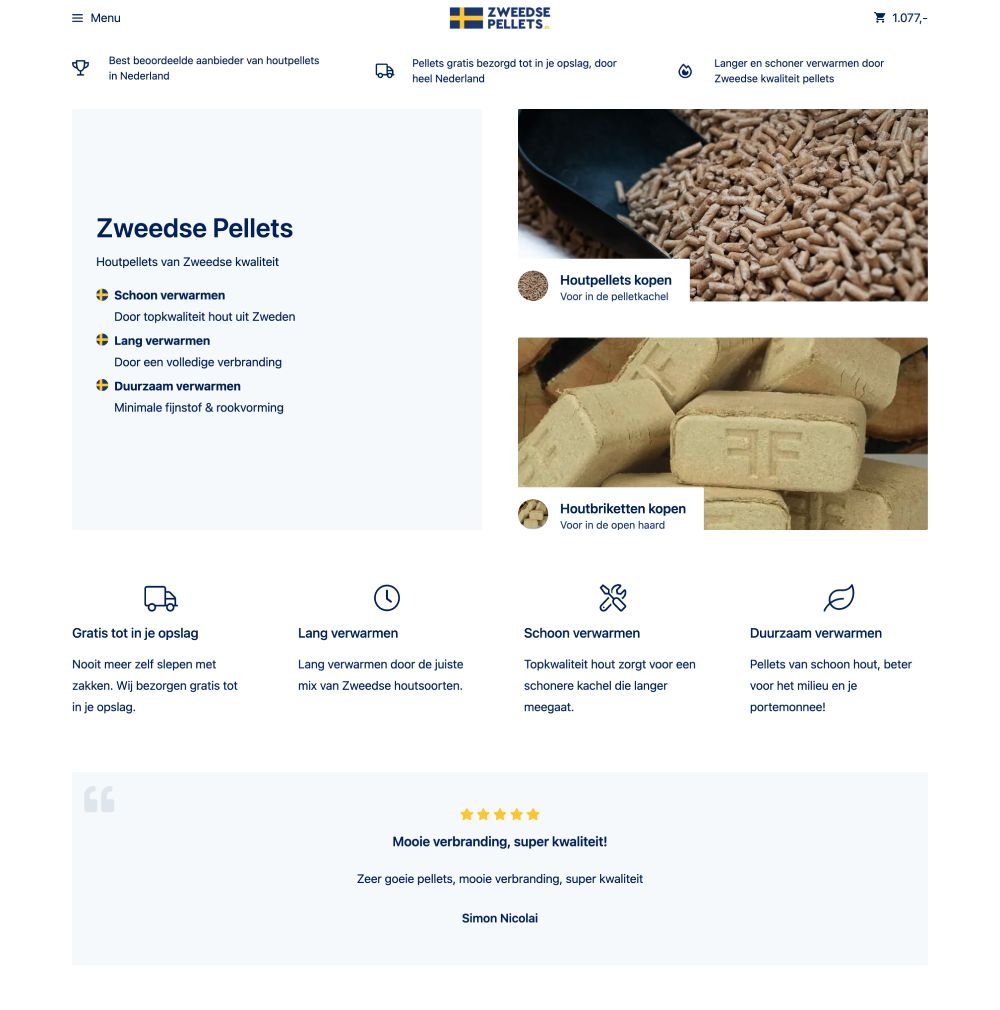 Menu
ZWEEDSE
PELLETS
1.077,-
Best beoordeelde aanbieder van houtpellets
in Nederland
Pellets gratis bezorgd tot in je opslag, door
heel Nederland
Langer en schoner verwarmen door
Zweedse kwaliteit pellets
Zweedse Pellets
Houtpellets van Zweedse kwaliteit
Schoon verwarmen
Door topkwaliteit hout uit Zweden
Lang verwarmen
Door een volledige verbranding
Duurzaam verwarmen
Minimale fijnstof & rookvorming
Houtpellets kopen
Voor in de pelletkachel
Houtbriketten kopen
Voor in de open haard
Gratis tot in je opslag
Nooit meer zelf slepen met
zakken. Wij bezorgen gratis tot
in je opslag.
Lang verwarmen
Lang verwarmen door de juiste
mix van Zweedse houtsoorten.
Schoon verwarmen
Topkwaliteit hout zorgt voor een
schonere kachel die langer
meegaat.
Duurzaam verwarmen
Pellets van schoon hout, beter
voor het milieu en je
portemonnee!
Mooie verbranding, super kwaliteit!
Zeer goeie pellets, mooie verbranding, super kwaliteit
Simon Nicolai